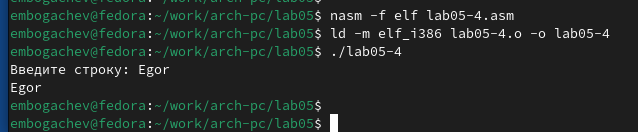 embogachev@fedora:~/work/arch-pc/lab05$ nasm -f elf lab05-4.asm
embogachev@fedora:~/work/arch-pc/lab05$ ld -m elf_i386 lab05-4.o -o lab05-4
embogachev@fedora:~/work/arch-pc/lab05$ ./lab05-4
Введите строку: Egor
Egor
embogachev@fedora:~/work/arch-pc/lab05$
embogachev@fedora:~/work/arch-pc/lab05$